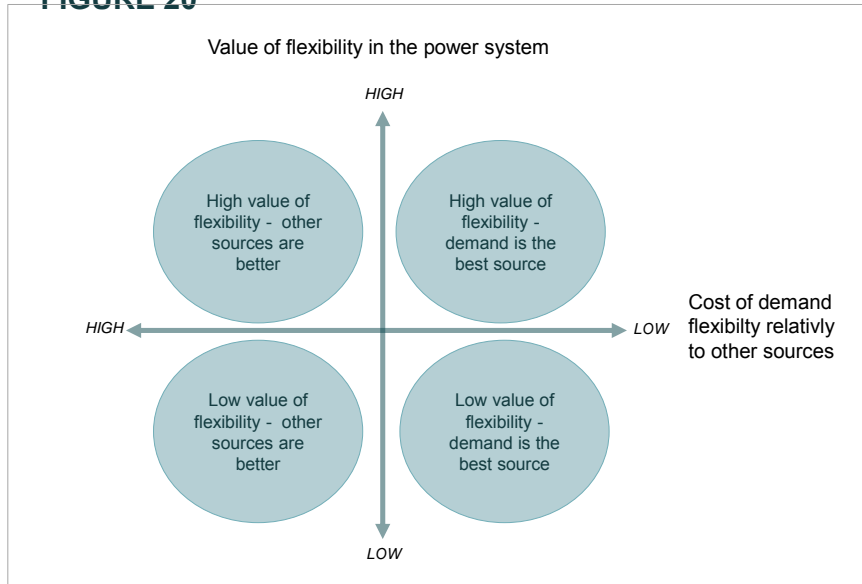 FIGURE 20
Value of flexibility in the power system
HIGH
High value of
flexibility - other
sources are
better
High value of
flexibility -
demand is the
best source
HIGH
LOW
Cost of demand
flexibilty relativly
to other sources
Low value of
flexibility - other
sources are
better
Low value of
flexibility -
demand is the
best source
LOW